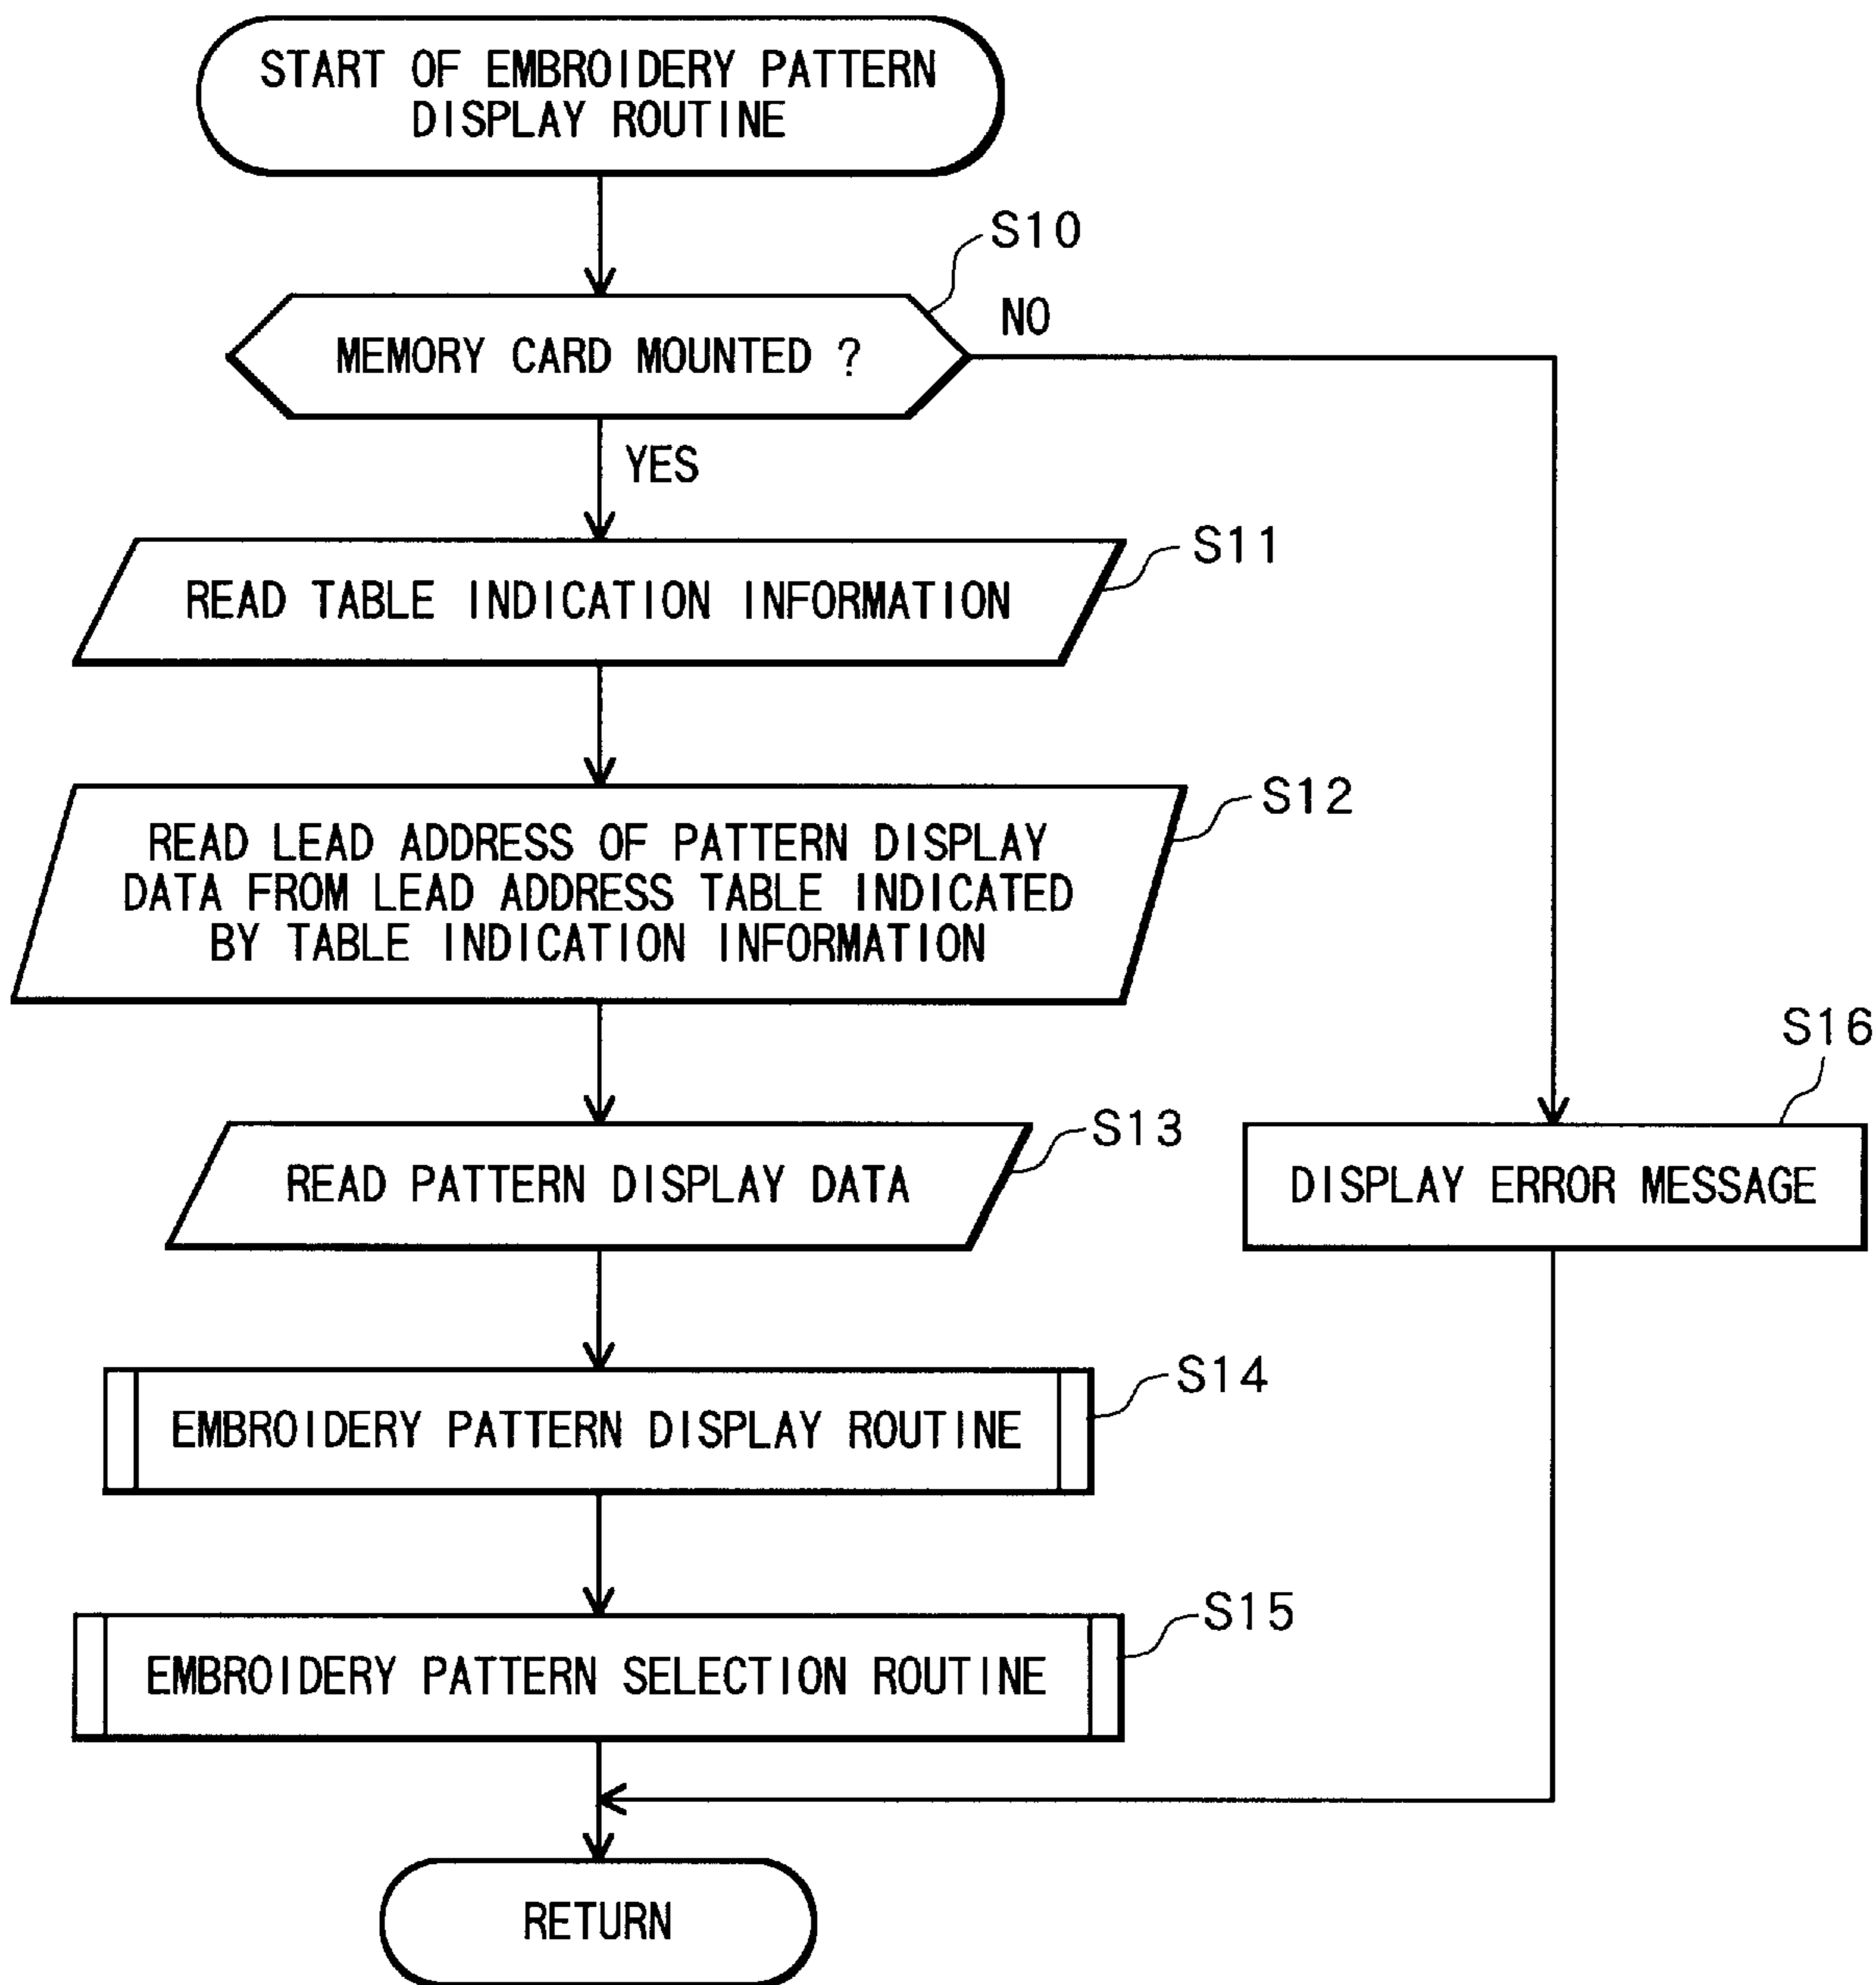 START OF EMBROIDERY PATTERN
DISPLAY ROUTINE
S10
MEMORY CARD MOUNTED ?
NO
YES
S11
READ TABLE INDICATION INFORMATION
S12
READ LEAD ADDRESS OF PATTERN DISPLAY
DATA FROM LEAD ADDRESS TABLE INDICATED
BY TABLE INDICATION INFORMATION
S16
S13
READ PATTERN DISPLAY DATA
DISPLAY ERROR MESSAGE
S14
EMBROIDERY PATTERN DISPLAY ROUTINE
S15
EMBROIDERY PATTERN SELECTION ROUTINE
RETURN